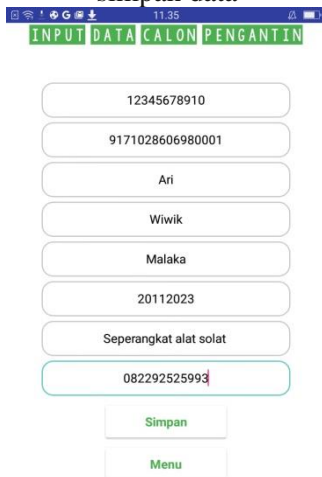 simpan data
11.35
INPUT DATA CALON PENGANTIN
12345678910
9171028606980001
Ari
Wiwik
Malaka
20112023
Seperangkat alat solat
082292525993
Simpan
Menu